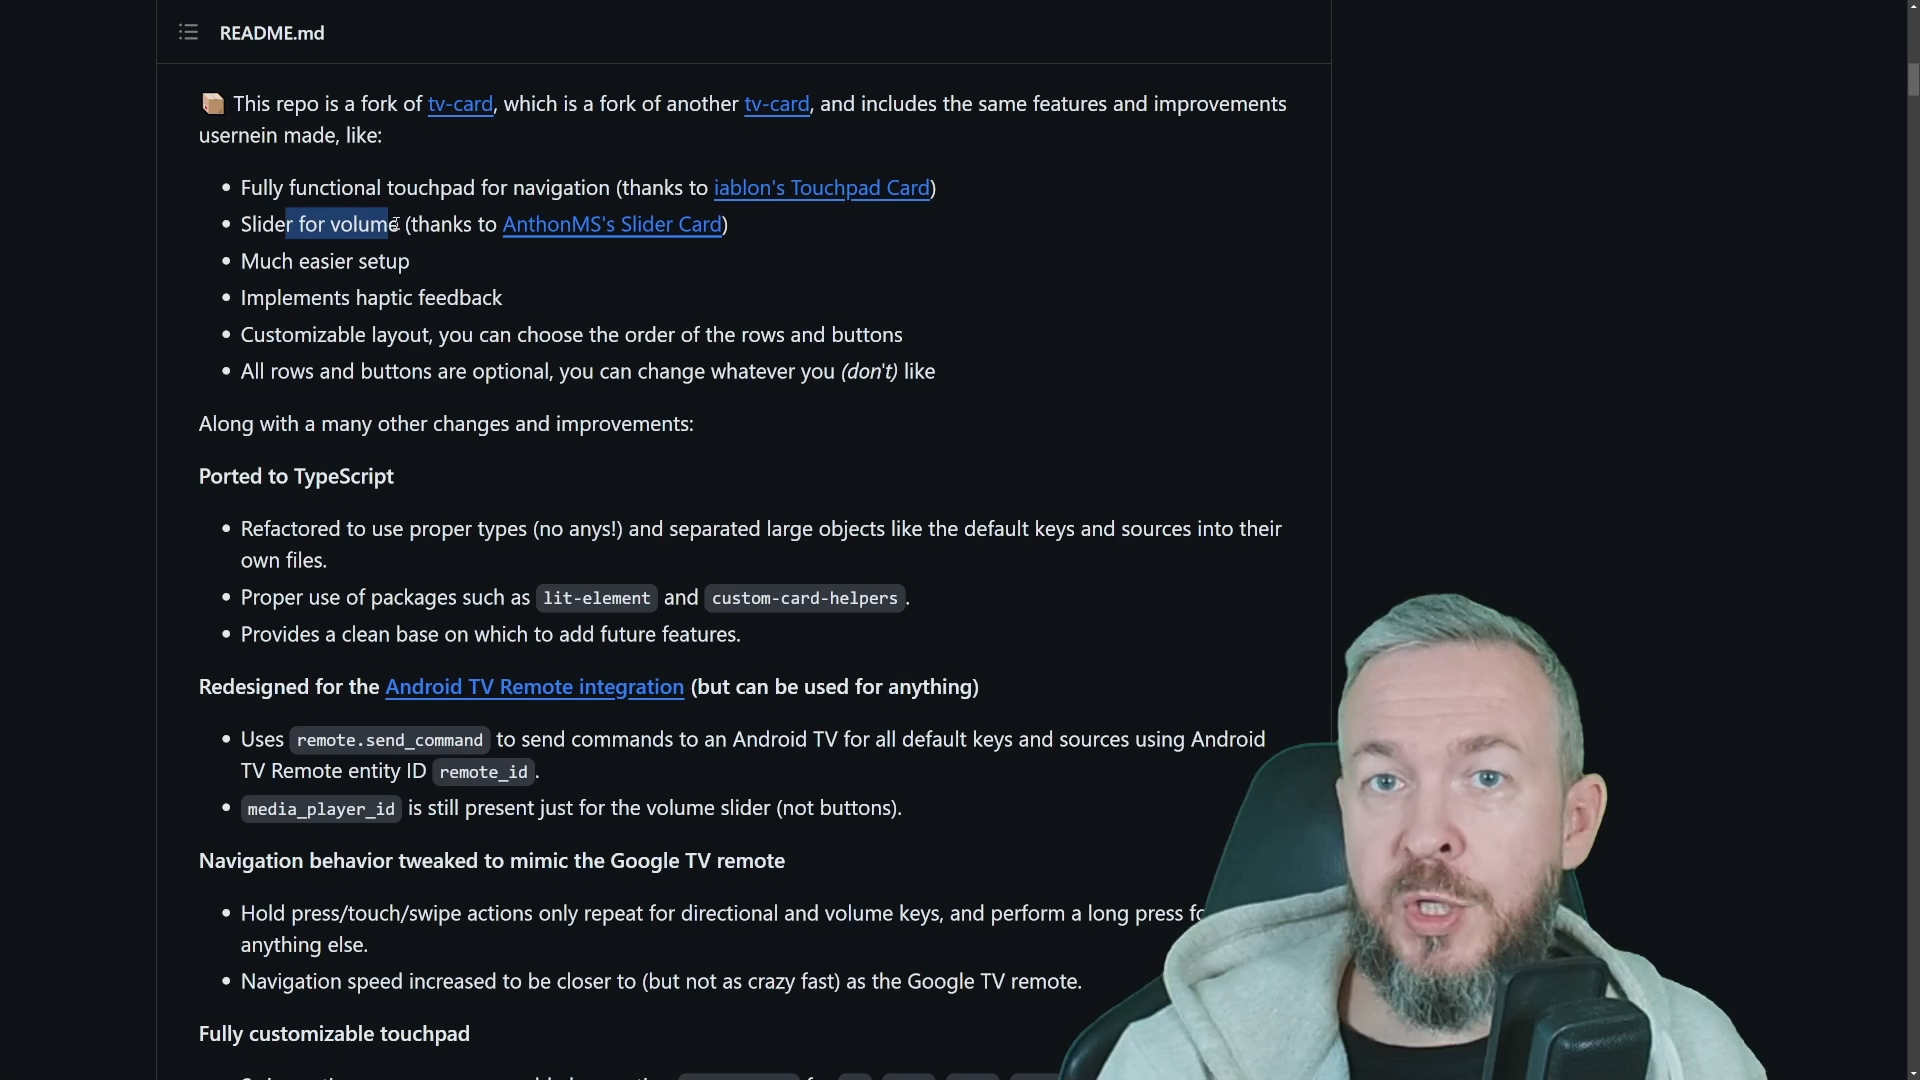 README.md
This repo is a fork of tv-card, which is a fork of another tv-card, and includes the same features and improvements
usernein made, like:
Fully functional touchpad for navigation (thanks to iablon's Touchpad Card)
Slider for volume (thanks to AnthonMS's Slider Card)
Much easier setup
Implements haptic feedback
Customizable layout, you can choose the order of the rows and buttons
All rows and buttons are optional, you can change whatever you (don't) like
Along with a many other changes and improvements:
Ported to TypeScript
Refactored to use proper types (no anys!) and separated large objects like the default keys and sources into their
own files.
Proper use of packages such as lit-element and custom-card-helpers.
Provides a clean base on which to add future features.
Redesigned for the Android TV Remote integration (but can be used for anything)
Uses remote.send_command to send commands to an Android TV for all default keys and sources using Android
TV Remote entity ID remote_id.
media_player_id is still present just for the volume slider (not buttons).
Navigation behavior tweaked to mimic the Google TV remote
Hold press/touch/swipe actions only repeat for directional and volume keys, and perform a long press
anything else.
Navigation speed increased to be closer to (but not as crazy fast) as the Google TV remote.
Fully customizable touchpad